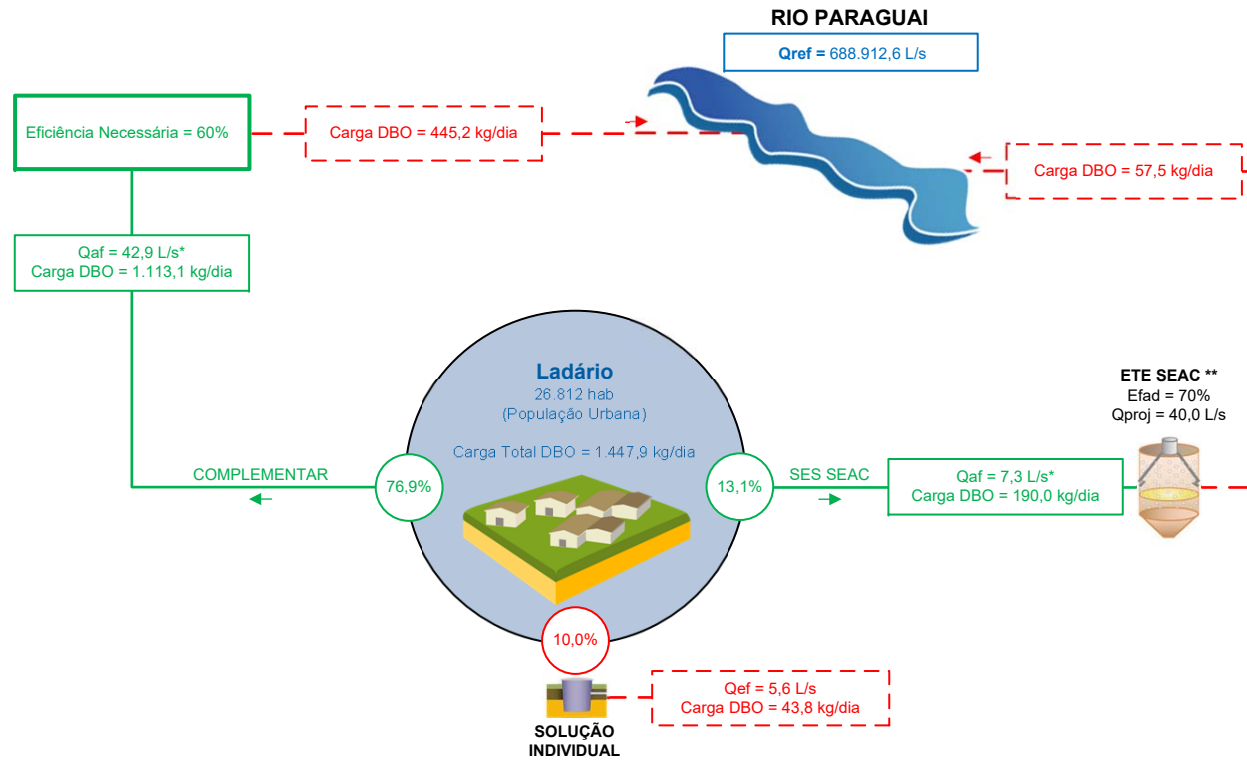 RIO PARAGUAI
Qref = 688.912,6 L/s
Eficiência Necessária = 60%
Carga DBO = 445,2 kg/dia
Carga DBO = 57,5 kg/dia
Qaf = 42,9 L/s*
Carga DBO = 1.113,1 kg/dia
Ladário
26.812 hab
(População Urbana)
Carga Total DBO = 1.447,9 kg/dia
ETE SEAC **
Efad = 70%
Qproj = 40,0 L/s
COMPLEMENTAR
76,9%
13,1%
SES SEAC
Qaf = 7,3 L/s*
Carga DBO = 190,0 kg/dia
10,0%
Qef = 5,6 L/s
Carga DBO = 43,8 kg/dia
SOLUÇÃO
INDIVIDUAL